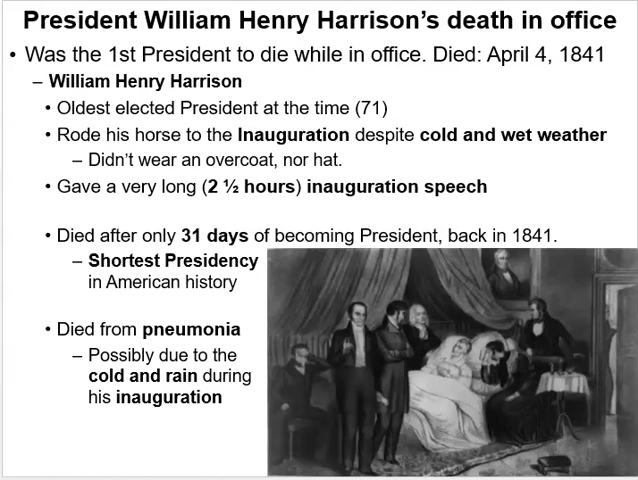 President William Henry Harrison’s death in office
• Was the 1st President to die while in office. Died: April 4, 1841
– William Henry Harrison
• Oldest elected President at the time (71)
• Rode his horse to the Inauguration despite cold and wet weather
– Didn’t wear an overcoat, nor hat.
• Gave a very long (2 ½ hours) inauguration speech
• Died after only 31 days of becoming President, back in 1841.
– Shortest Presidency
in American history
• Died from pneumonia
– Possibly due to the
cold and rain during
his inauguration